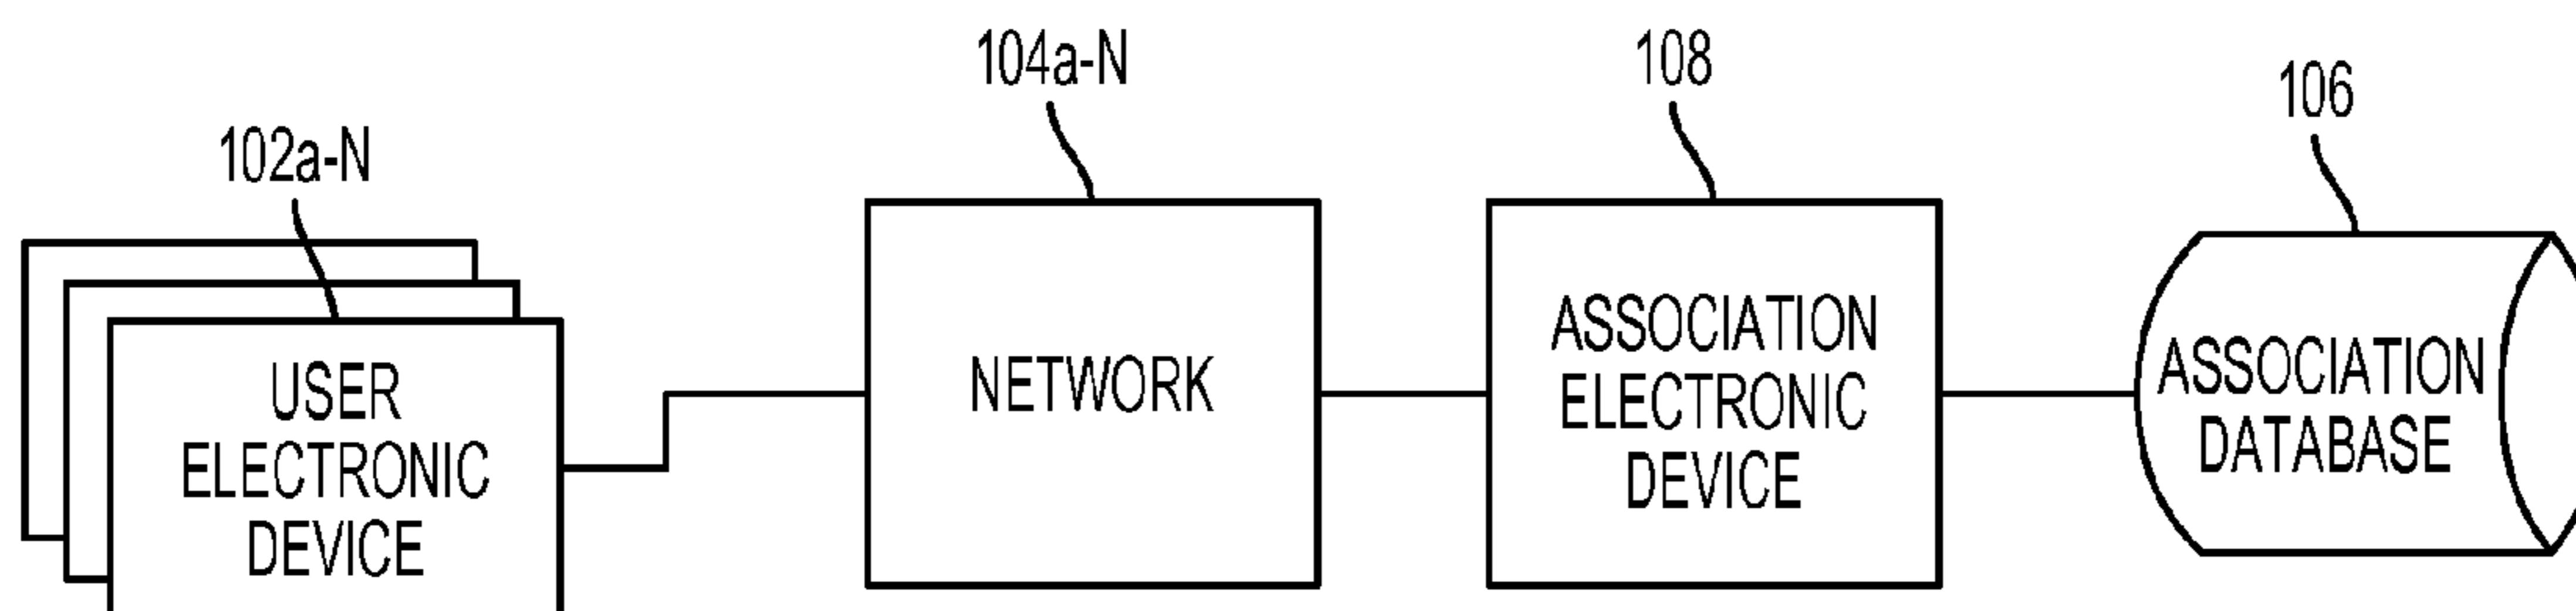 102a-N
USER
ELECTRONIC
DEVICE
104a-N
NETWORK
108
ASSOCIATION
ELECTRONIC
DEVICE
106
ASSOCIATION
DATABASE